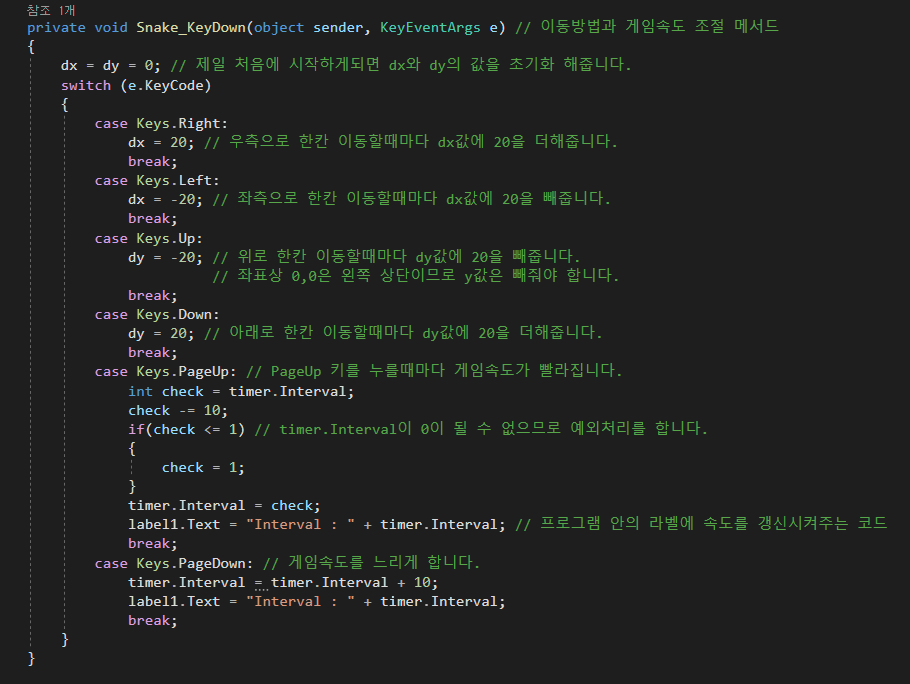 참조 1개
private void Snake_KeyDown(object sender, KeyEventArgs e) // 이동방법과 게임속도 조절 메서드
{
dx = dy = 0; // 제일 처음에 시작하게되면 dx와 dy의 값을 초기화 해줍니다.
switch (e.KeyCode)
{
case Keys.Right:
dx = 20; // 우측으로 한칸 이동할때마다 dx값에 20을 더해줍니다.
break;
case Keys.Left:
dx = -20; // 좌측으로 한칸 이동할때마다 dx값에 20을 빼줍니다.
break;
case Keys.Up:
dy = -20; // 위로 한칸 이동할때마다 dy값에 20을 빼줍니다.
// 좌표상 0,0은 왼쪽 상단이므로 y값은 빼줘야 합니다.
break;
case Keys.Down:
dy = 20; // 아래로 한칸 이동할때마다 dy값에 20을 더해줍니다.
break;
case Keys.PageUp: // PageUp 키를 누룰때마다 게임속도가 빨라집니다.
int check = timer.Interval;
check -= 10;
if(check <= 1) // timer.Interval이 0이 될 수 없으므로 예외처리를 합니다.
{
check = 1;
}
timer.Interval = check;
label1.Text = "Interval : " + timer.Interval; // 프로그램 안의 라벨에 속도를 갱신시켜주는 코드
break;
case Keys.PageDown: // 게임속도를 느리게 합니다.
timer.Interval = timer.Interval + 10;
label1.Text = "Interval : " + timer.Interval;
break;
}
}